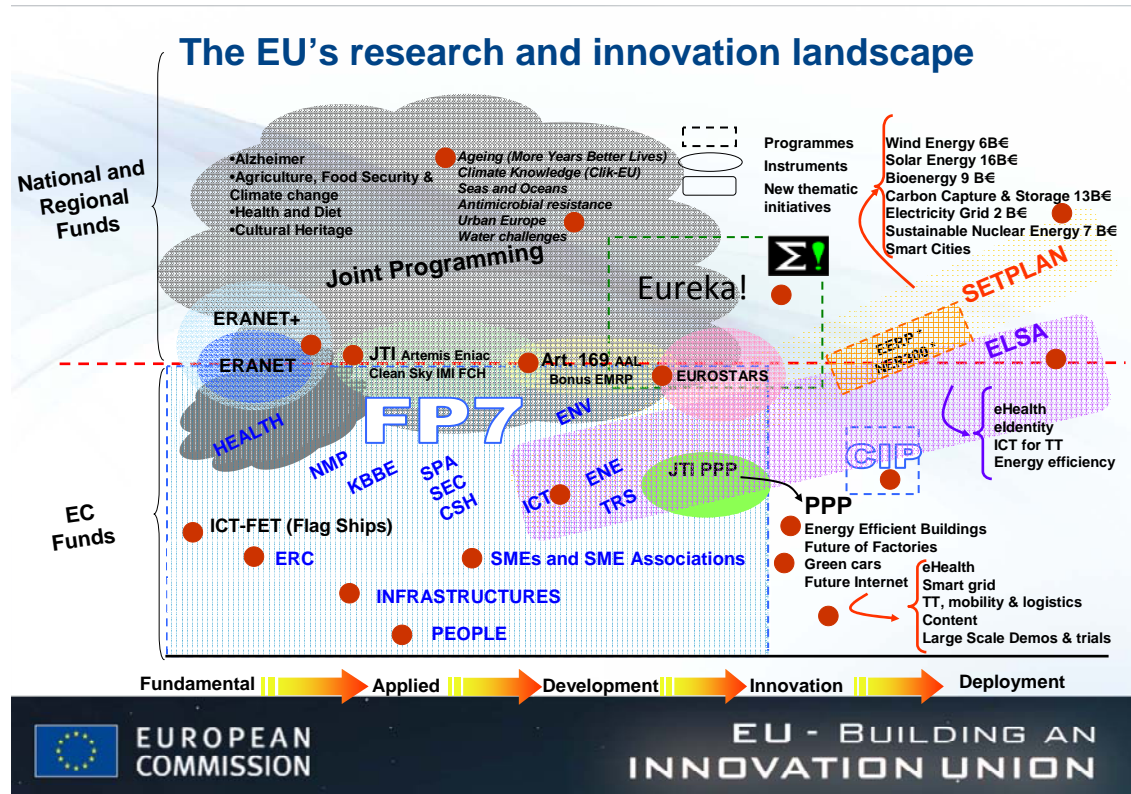 The EU's research and innovation landscape
National and
Regional
Funds
•Alzheimer
•Agriculture, Food Security &
Climate change
•Health and Diet
•Cultural Heritage
Ageing (More Years Better Lives)
Climate Knowledge (Clik-EU)
Seas and Oceans
Antimicrobial resistance
Urban Europe
Water challenges
Joint Programming
Programmes
Instruments
New thematic
initiatives
Wind Energy 6B€
Solar Energy 16B€
Bioenergy 9 B€
Carbon Capture & Storage 13B€
Electricity Grid 2 B€
Sustainable Nuclear Energy 7 B€
Smart Cities
Σ!
Eureka!
SETPLAN
EERP *
NER300 *
ELSA
ERANET+
ERANET
JTI Artemis Eniac
Clean Sky IMI FCH
Art. 169 AAL
Bonus EMRP
EUROSTARS
FP7
ENV
HEALTH
NMP
KBBE
SPA
SEC
CSH
ICT
ENE
TRS
JTi PPP
CIP
eHealth
eIdentity
ICT for TT
Energy efficiency
EC
Funds
ICT-FET (Flag Ships)
ERC
SMEs and SME Associations
INFRASTRUCTURES
PEOPLE
PPP
Energy Efficient Buildings
Future of Factories
Green cars
Future Internet
eHealth
Smart grid
TT, mobility & logistics
Content
Large Scale Demos & trials
Fundamental
Applied
Development
Innovation
Deployment
EUROPEAN
COMMISSION
EU - BUILDING AN
INNOVATION UNION